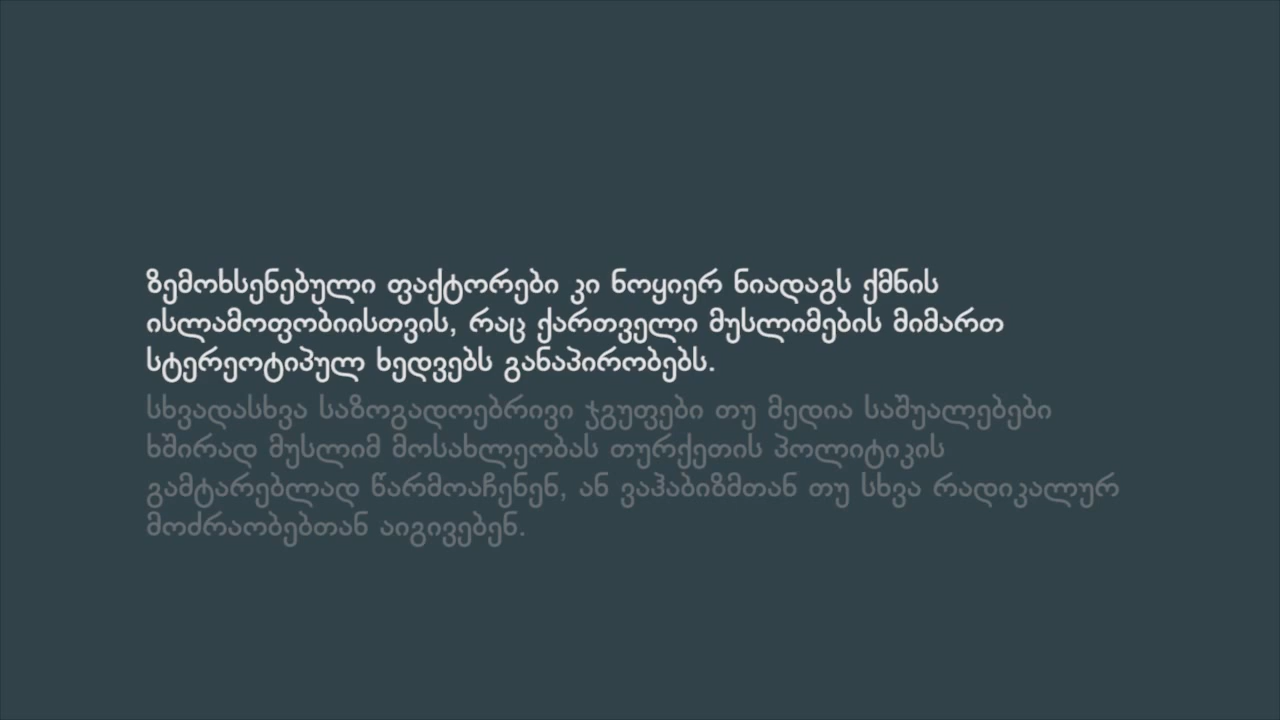 ზემოხსენებული ფაქტორები კი ნოყიერ ნიადაგს ქმნის
ისლამოფობიისთვის, რაც ქართველი მუსლიმების მიმართ
სტერეოტიპულ ხედვებს განაპირობებს.
სხვადასხვა საზოგადოებრივი ჯგუფები თუ მედია საშუალებები
ხშირად მუსლიმ მოსახლეობას თურქეთის პოლიტიკის
გამტარებლად წარმოაჩენენ, ან ვაჰაბიზმთან თუ სხვა რადიკალურ
მოძრაობებთან აიგივებენ.